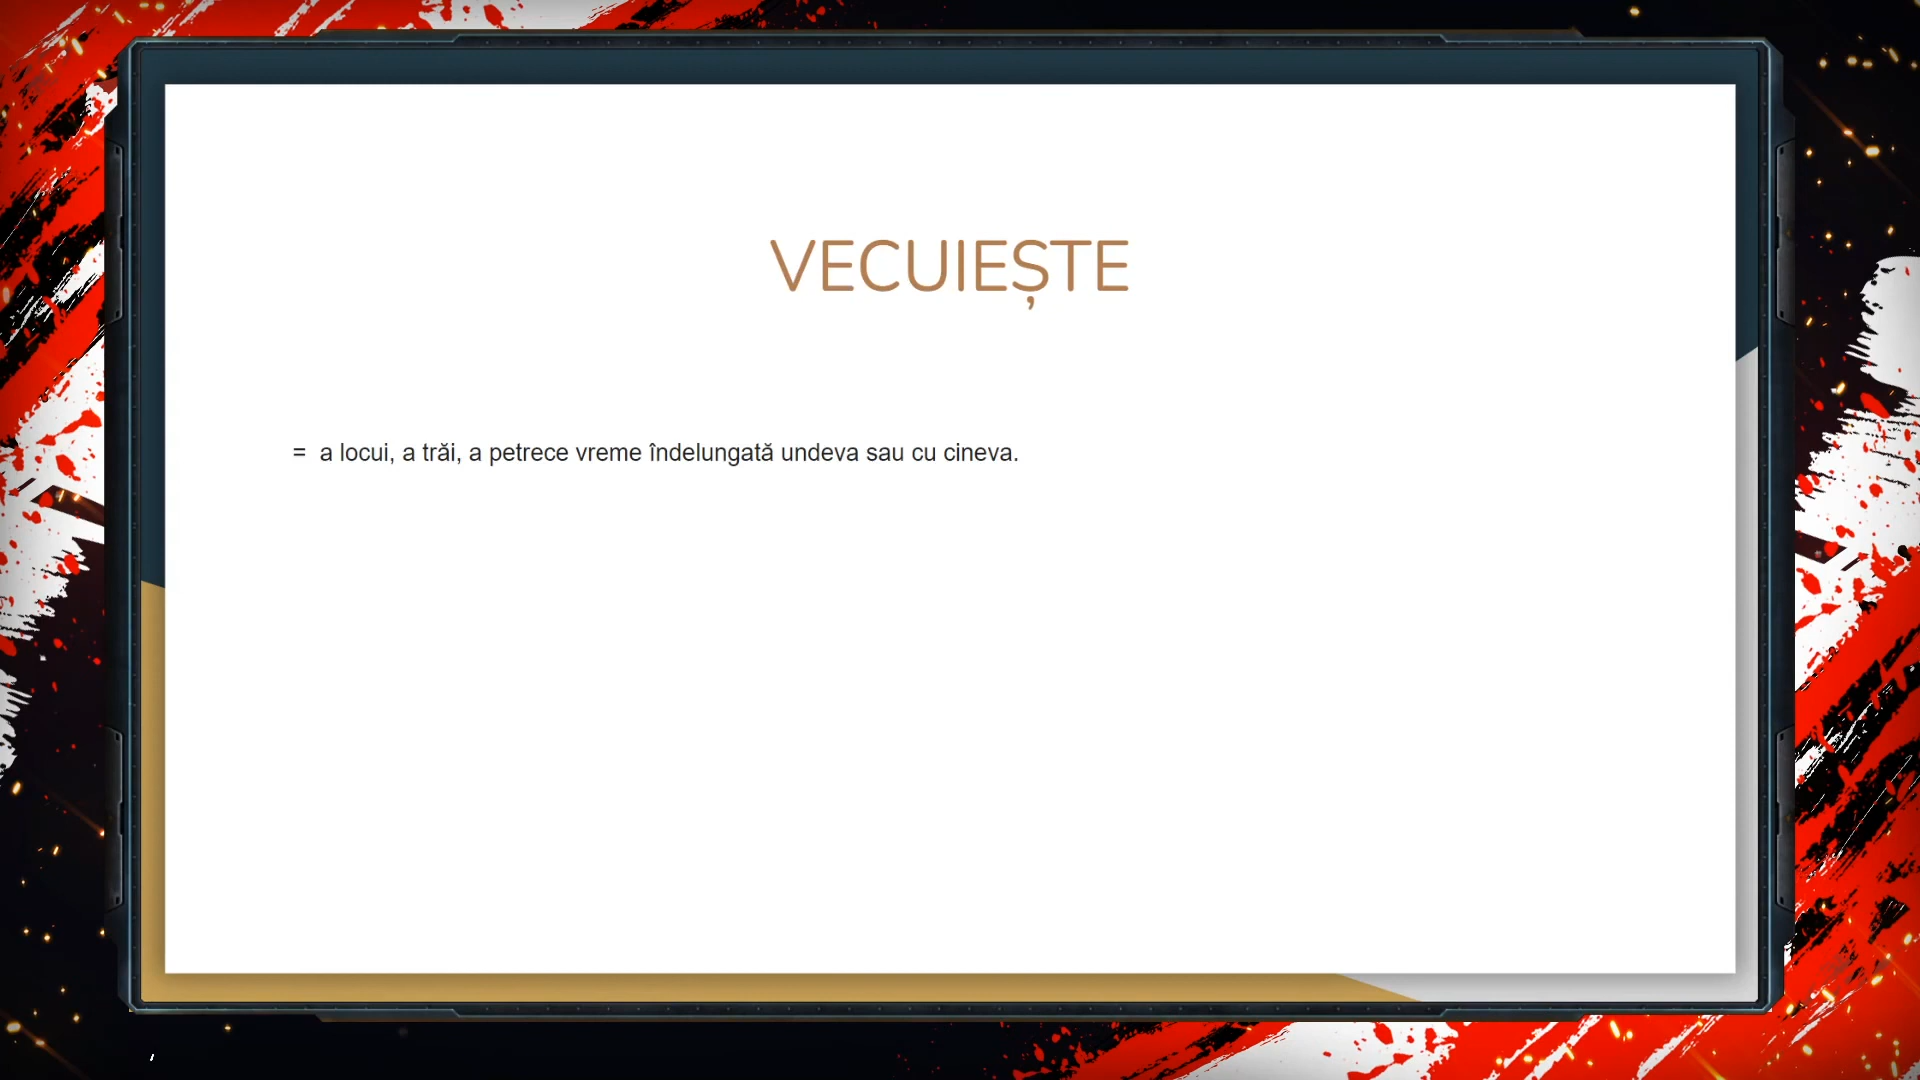 VECUIEȘTE
= a locui, a trăi, a petrece vreme îndelungată undeva sau cu cineva.